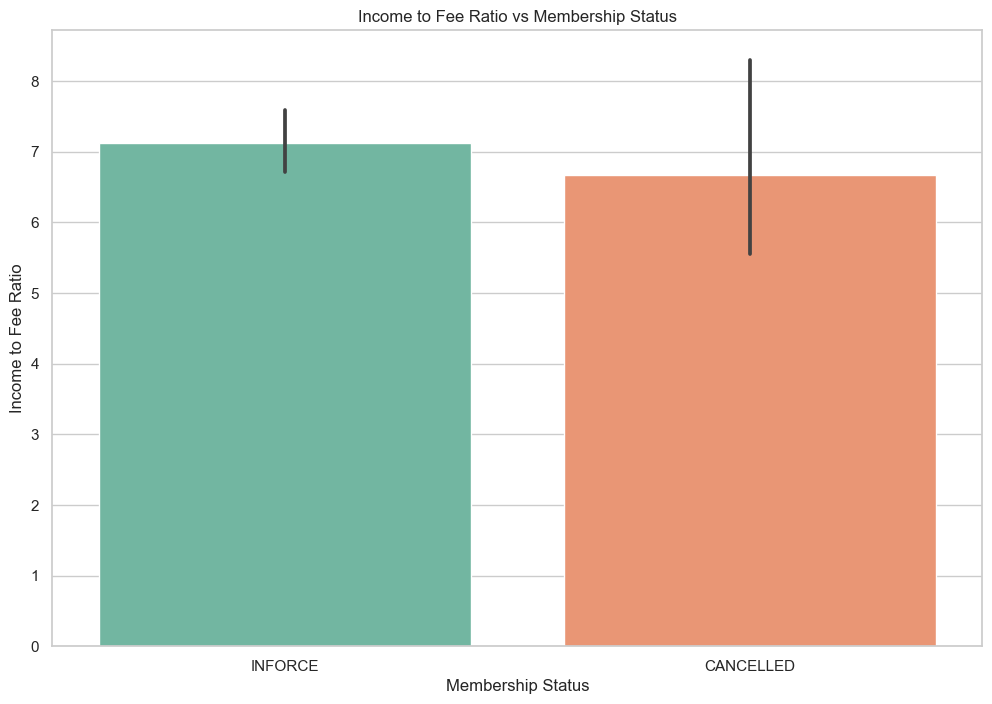 Income to Fee Ratio vs Membership Status
Income to Fee Ratio
8
7
6
5
4
3
2
1
0
INFORCE
CANCELLED
Membership Status